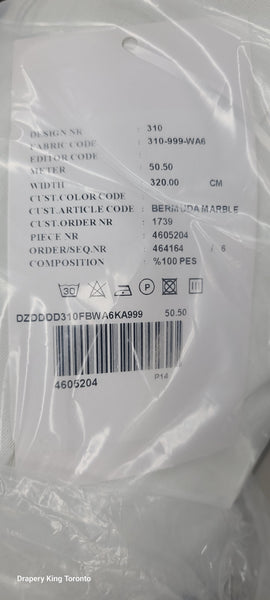 DESIGN NR : 310
FABRIC CODE : 310-999-WA6
EDITOR CODE :
METER : 50.50
WIDTH : 320.00 CM
CUST.COLOR CODE :
CUST.ARTICLE CODE : BERMUDA MARBLE
CUST.ORDER NR : 1739
PIECE NR : 4605204
ORDER/SEQ.NR : 464164 / 6
COMPOSITION : %100 PES
30 P
DZDDDD310FBWA6KA999 50.50
4605204 P14
Drapery King Toronto